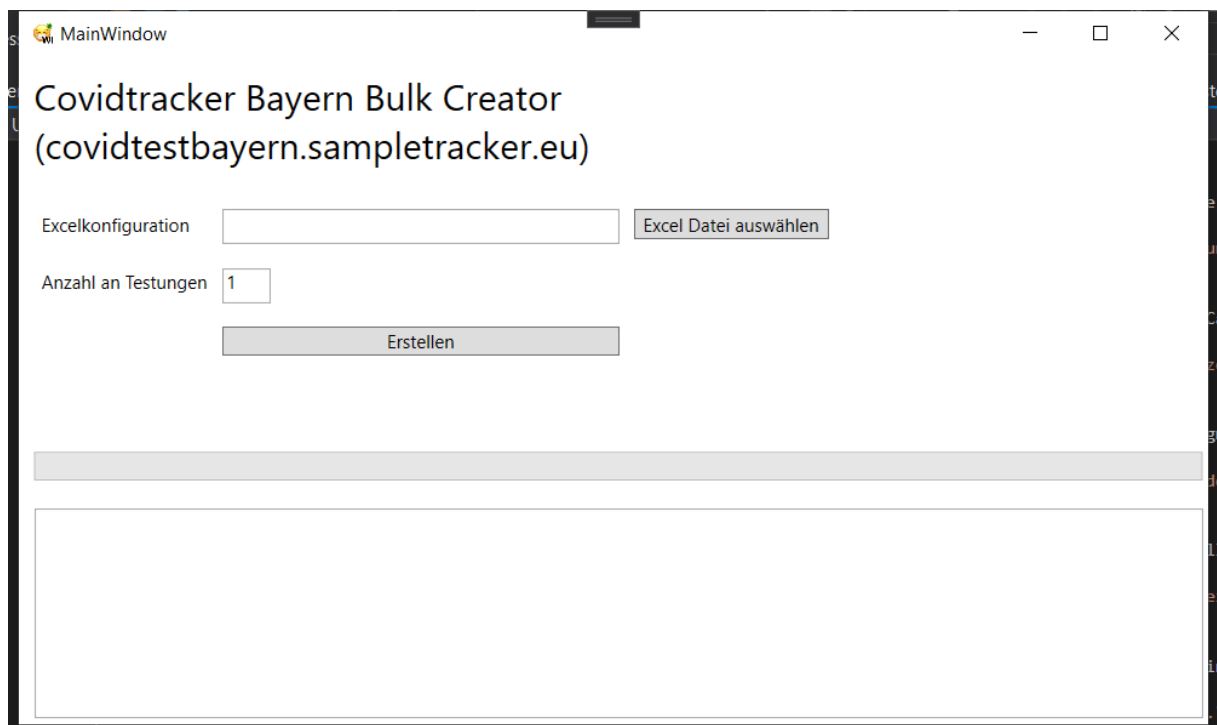 MainWindow
Covidtracker Bayern Bulk Creator
(covidtestbayern.sampletracker.eu)
Excelkonfiguration
Excel Datei auswählen
Anzahl an Testungen
1
Erstellen